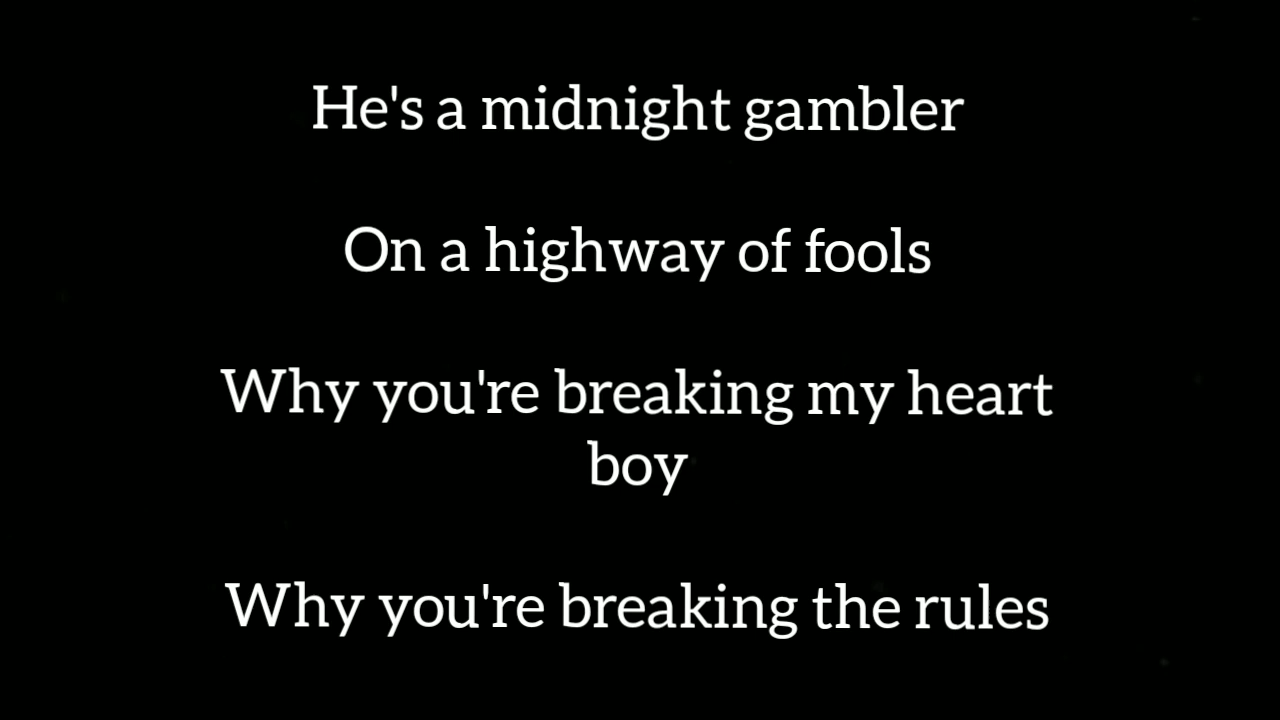 He's a midnight gambler
On a highway of fools
Why you're breaking my heart
boy
Why you're breaking the rules